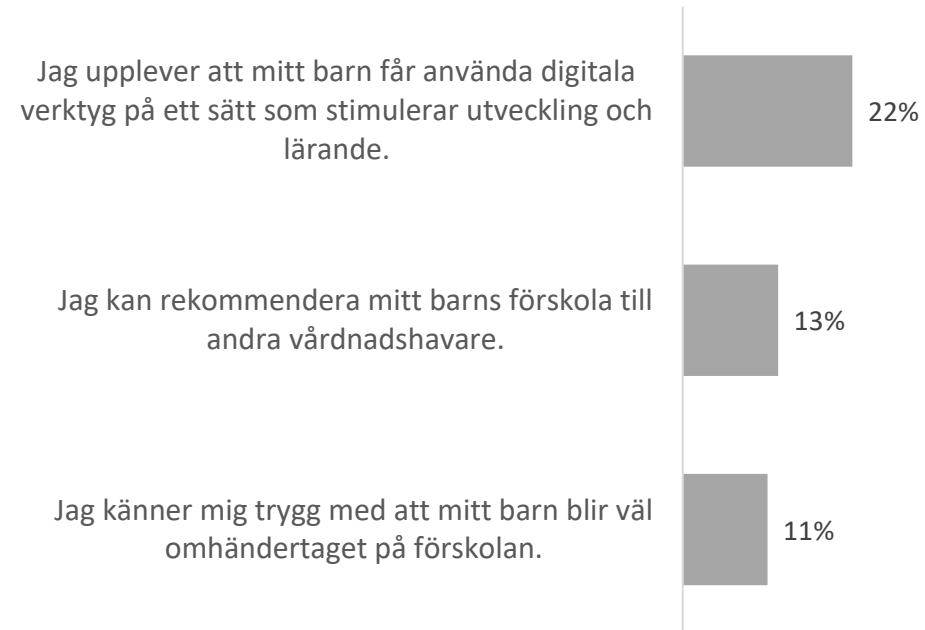 Jag upplever att mitt barn får använda digitala
verktyg på ett sätt som stimulerar utveckling och
lärande.
22%
Jag kan rekommendera mitt barns förskola till
andra vårdnadshavare.
13%
Jag känner mig trygg med att mitt barn blir väl
omhändertaget på förskolan.
11%